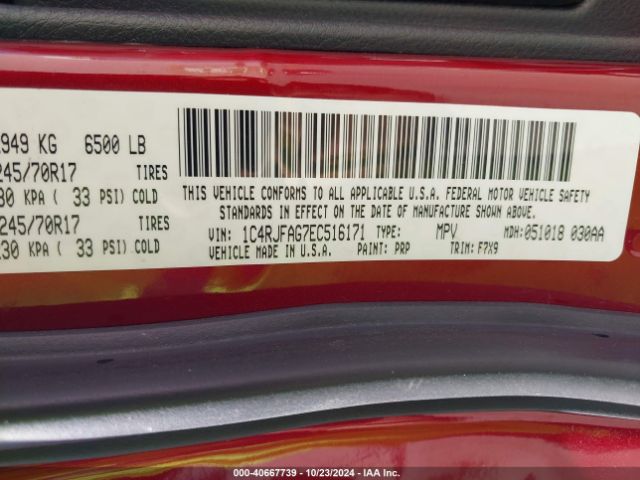 949 KG 6500 LB
245/70R17 TIRES
30 KPA ( 33 PSI) COLD
245/70R17 TIRES
230 KPA ( 33 PSI) COLD
THIS VEHICLE CONFORMS TO ALL APPLICABLE U.S.A. FEDERAL MOTOR VEHICLE SAFETY
STANDARDS IN EFFECT ON THE DATE OF MANUFACTURE SHOWN ABOVE.
VIN: 1C4RJFAG7EC516171 TYPE: MPV MDH: 051018 030AA
VEHICLE MADE IN U.S.A. PAINT: PRP TRIM: F7X9
000-40667739 | 10/23/2024 | IAA Inc.